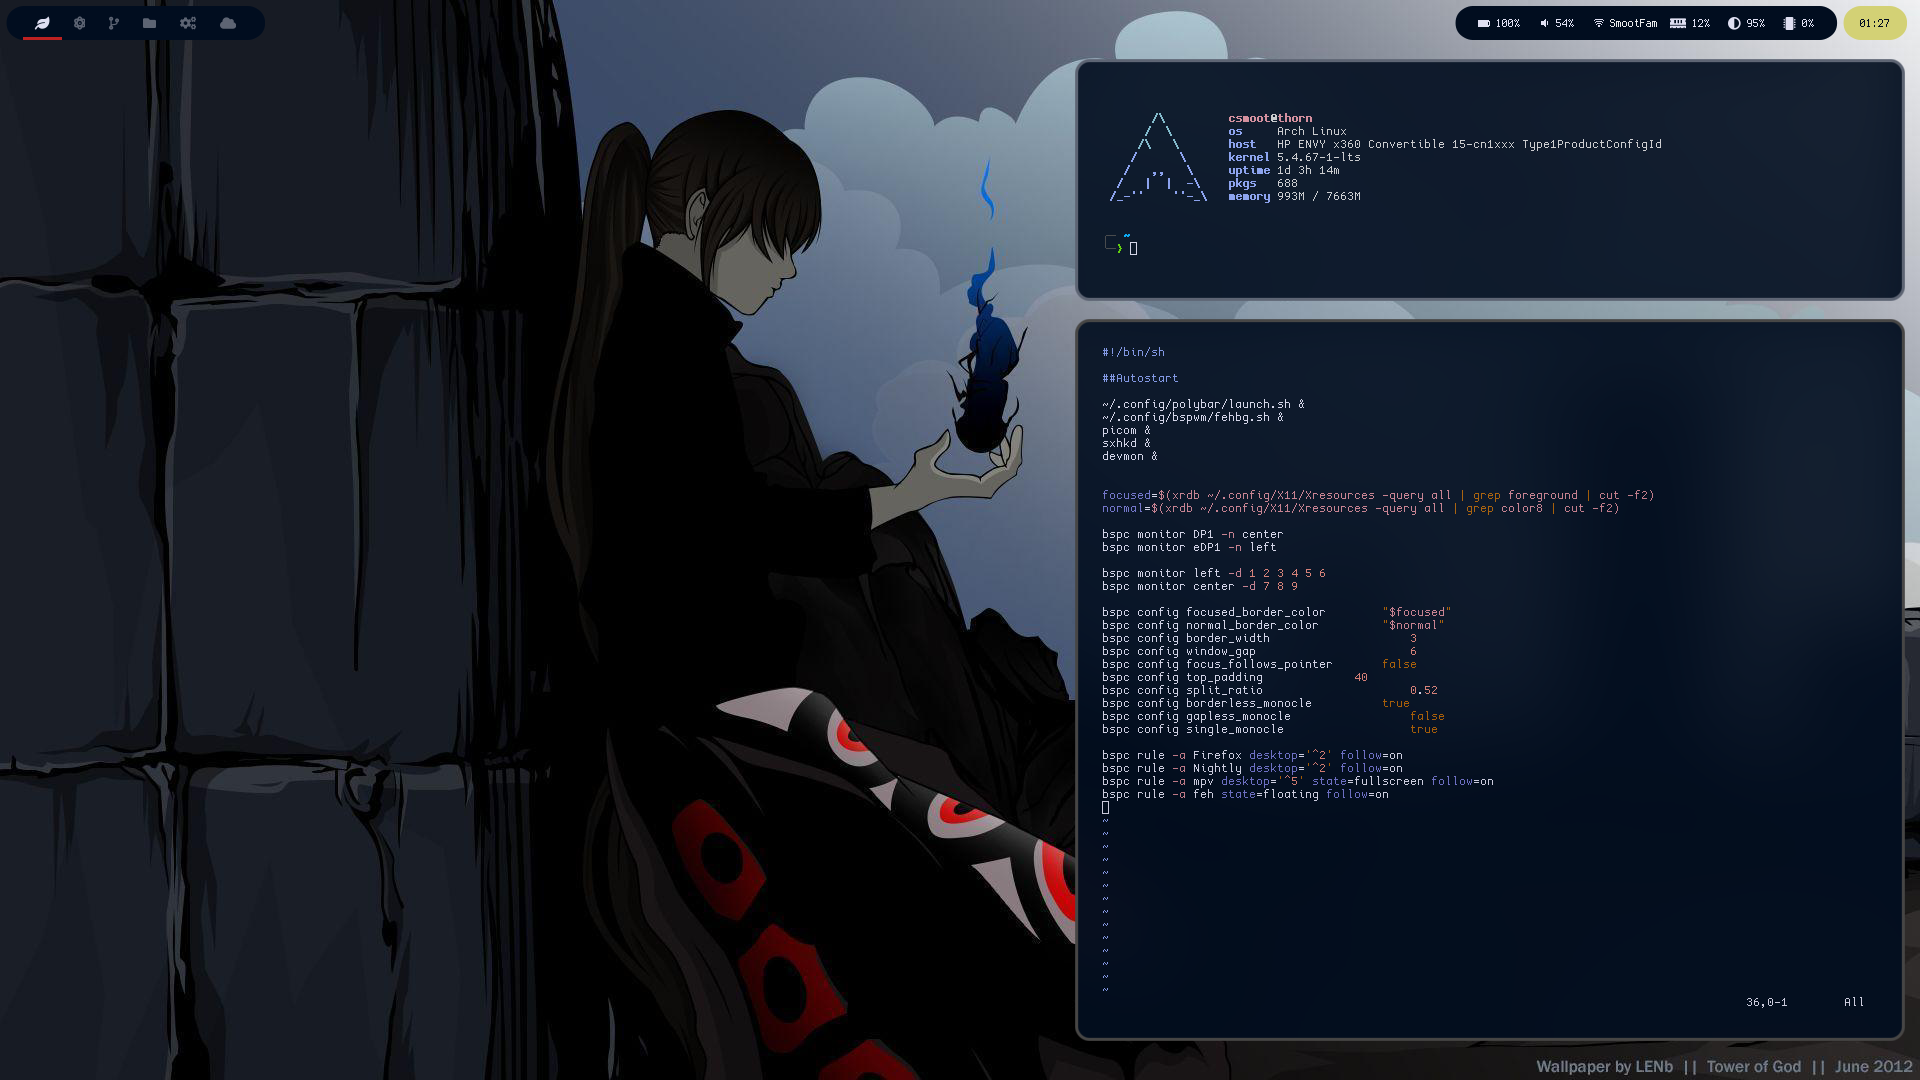 100% 54% SmootFam 12% 95% 0% 01:27
csmoot@thorn
os Arch Linux
host HP ENVY x360 Convertible 15-cn1xxx Type1ProductConfigId
kernel 5.4.67-1-lts
uptime 1d 3h 14m
pkgs 688
memory 993M / 7663M
~
❯
#!/bin/sh
##Autostart
~/.config/polybar/launch.sh &
~/.config/bspwm/fehbg.sh &
picom &
sxhkd &
devmon &
focused=$(xrdb ~/.config/X11/Xresources -query all | grep foreground | cut -f2)
normal=$(xrdb ~/.config/X11/Xresources -query all | grep color8 | cut -f2)
bspc monitor DP1 -n center
bspc monitor eDP1 -n left
bspc monitor left -d 1 2 3 4 5 6
bspc monitor center -d 7 8 9
bspc config focused_border_color "$focused"
bspc config normal_border_color "$normal"
bspc config border_width 3
bspc config window_gap 6
bspc config focus_follows_pointer false
bspc config top_padding 40
bspc config split_ratio 0.52
bspc config borderless_monocle true
bspc config gapless_monocle false
bspc config single_monocle true
bspc rule -a Firefox desktop='^2' follow=on
bspc rule -a Nightly desktop='^2' follow=on
bspc rule -a mpv desktop='^5' state=fullscreen follow=on
bspc rule -a feh state=floating follow=on
~
~
~
~
~
~
~
~
~
~
~
~
~
~
36,0-1 All
Wallpaper by LENb || Tower of God || June 2012